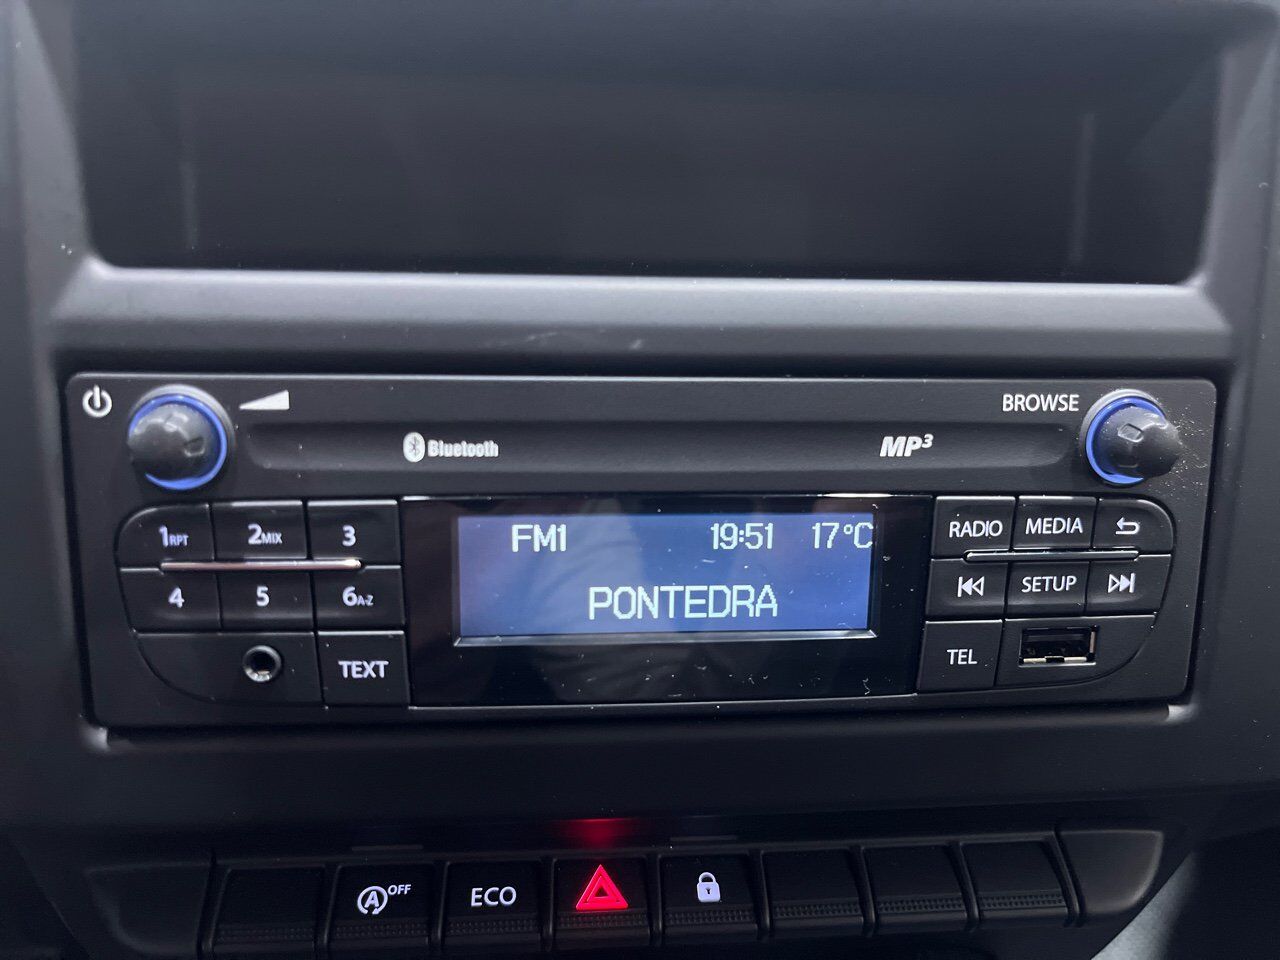 BROWSE
Bluetooth MP3
FM1 19:51 17°C
PONTEDRA
1RPT 2MIX 3
4 5 6A-Z
TEXT
RADIO MEDIA
SETUP
TEL
A OFF ECO